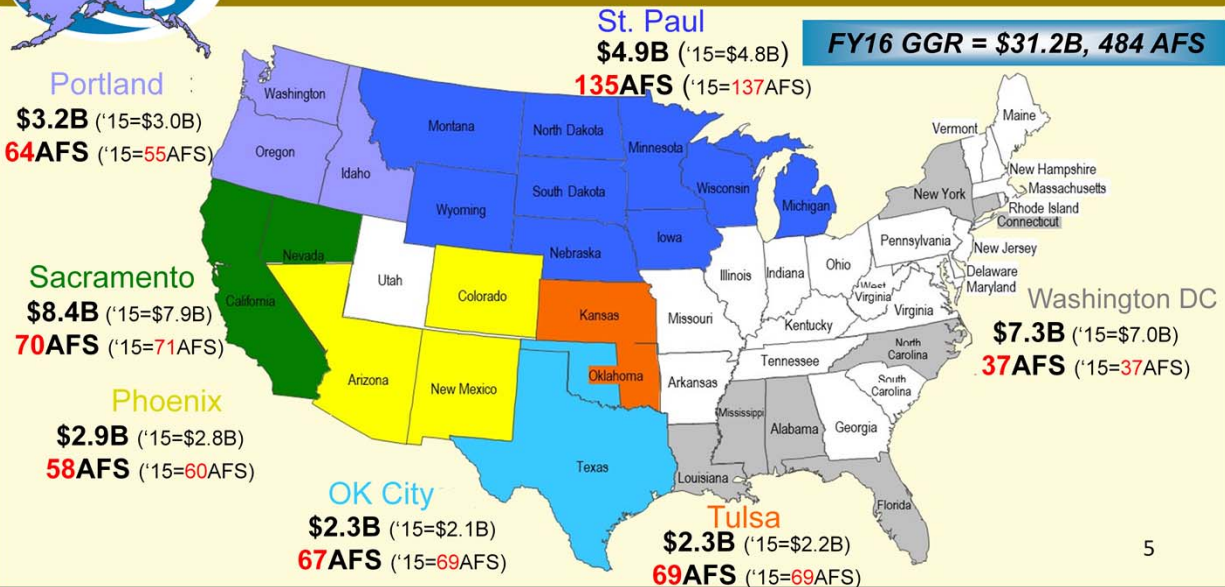 St. Paul
$4.9B (‘15=$4.8B)
135AFS (‘15=137AFS)
FY16 GGR = $31.2B, 484 AFS
Portland
$3.2B (‘15=$3.0B)
64AFS (‘15=55AFS)
Sacramento
$8.4B (‘15=$7.9B)
70AFS (‘15=71AFS)
Phoenix
$2.9B (‘15=$2.8B)
58AFS (‘15=60AFS)
OK City
$2.3B (‘15=$2.1B)
67AFS (‘15=69AFS)
Tulsa
$2.3B (‘15=$2.2B)
69AFS (‘15=69AFS)
Washington DC
$7.3B (‘15=$7.0B)
37AFS (‘15=37AFS)
Washington
Oregon
Idaho
Montana
North Dakota
Minnesota
South Dakota
Wisconsin
Michigan
Wyoming
Nebraska
Iowa
Nevada
California
Utah
Colorado
Arizona
New Mexico
Kansas
Oklahoma
Texas
Missouri
Arkansas
Louisiana
Illinois
Indiana
Ohio
Kentucky
Tennessee
Mississippi
Alabama
Georgia
Florida
South
Carolina
North
Carolina
Virginia
West
Virginia
Pennsylvania
New York
Vermont
Maine
New Hampshire
Massachusetts
Rhode Island
Connecticut
New Jersey
Delaware
Maryland
5